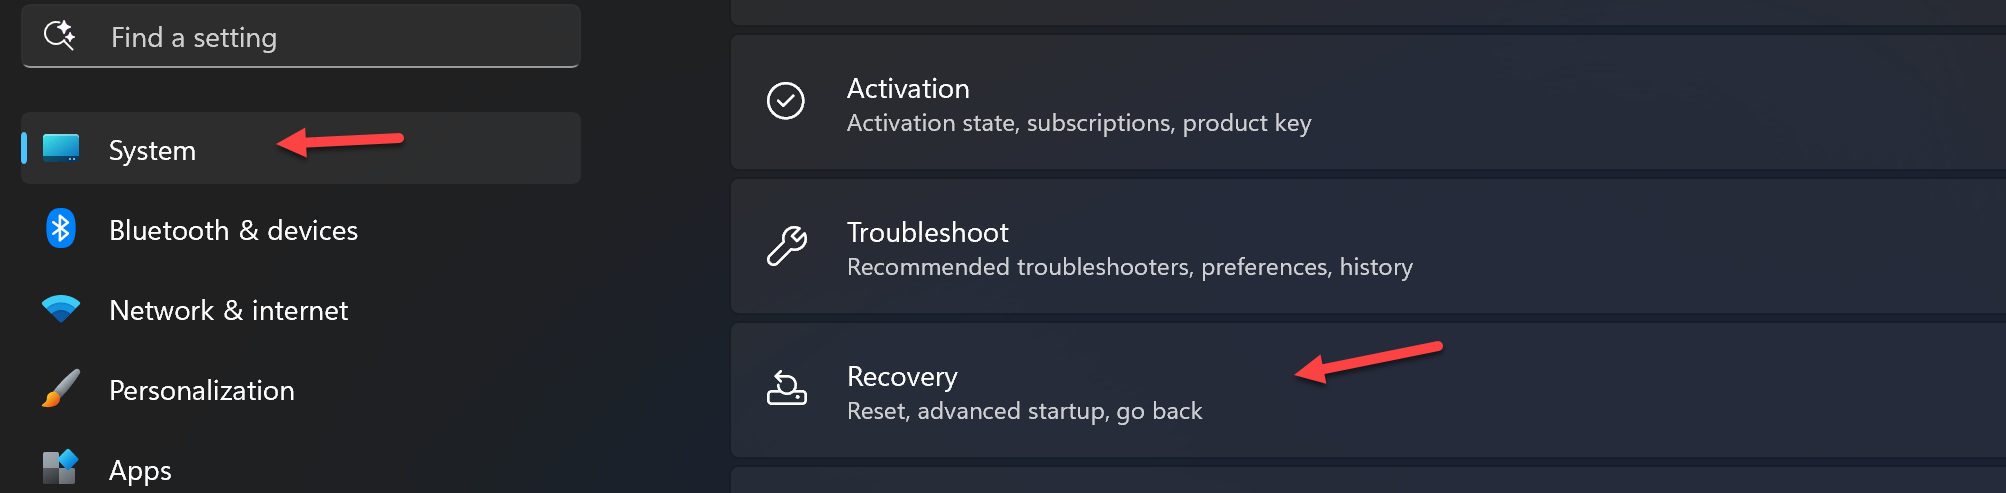 Find a setting
System
Bluetooth & devices
Network & internet
Personalization
Apps
Activation
Activation state, subscriptions, product key
Troubleshoot
Recommended troubleshooters, preferences, history
Recovery
Reset, advanced startup, go back